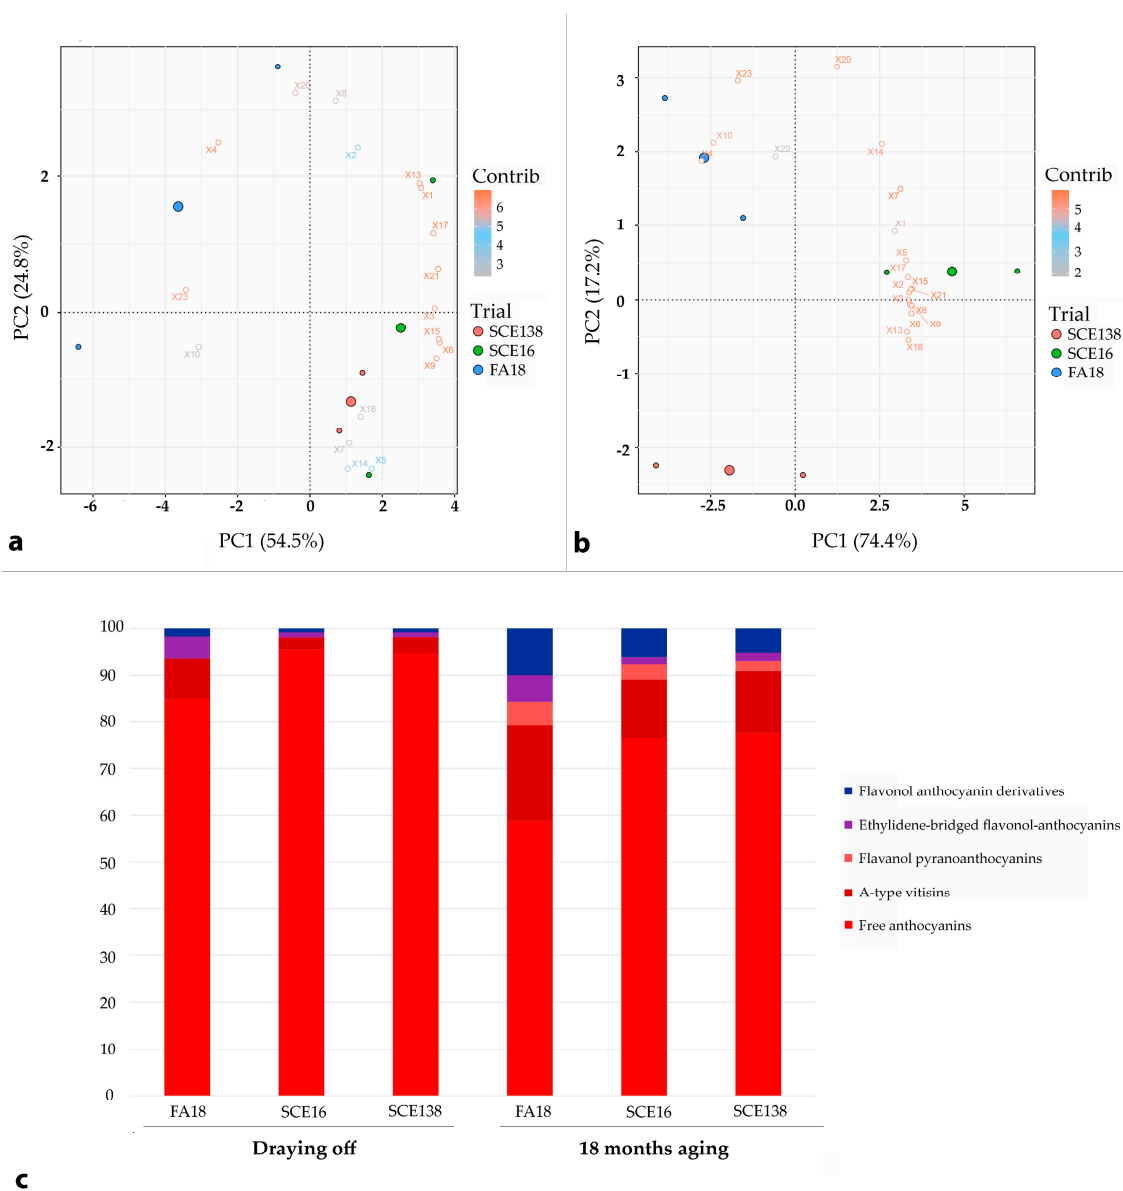 X20
X8
X4
X2
X13
X1
X17
X21
X23
X3
X15
X6
X10
X9
X18
X7
X14
X5
2
0
-2
-6
-4
-2
0
2
4
PC2 (24.8%)
PC1 (54.5%)
Contrib
6
5
4
3
Trial
SCE138
SCE16
FA18
a
X20
X23
X10
X4
X22
X14
X7
X1
X5
X17
X15
X2
X21
X3
X8
X6
X9
X13
X18
3
2
1
0
-1
-2
-2.5
0.0
2.5
5
PC2 (17.2%)
PC1 (74.4%)
Contrib
5
4
3
2
Trial
SCE138
SCE16
FA18
b
100
90
80
70
60
50
40
30
20
10
0
FA18 SCE16 SCE138 FA18 SCE16 SCE138
Draying off 18 months aging
Flavonol anthocyanin derivatives
Ethylidene-bridged flavonol-anthocyanins
Flavanol pyranoanthocyanins
A-type vitisins
Free anthocyanins
c